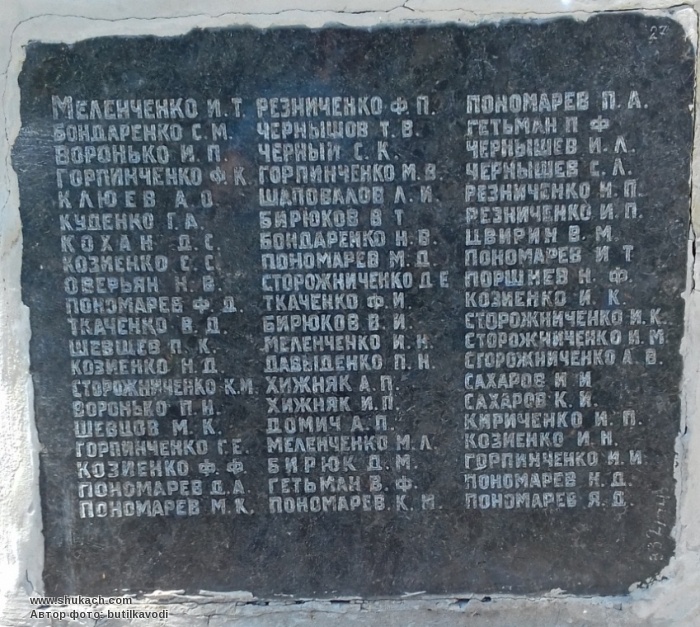 27
МЕЛЕНЧЕНКО И.Т
БОНДАРЕНКО С.М.
ВОРОНЬКО И.П.
ГОРПИНЧЕНКО Ф.К.
КЛЮЕВ А.О.
КУДЕНКО Г.А.
КОХАН Д.С.
КОЗИЕНКО С.С.
ОВЕРЬЯН Н.В.
ПОНОМАРЕВ Ф.Д.
ТКАЧЕНКО В.Д.
ШЕВЦЕВ П.К.
КОЗИЕНКО Н.Д.
СТОРОЖНИЧЕНКО К.И.
ВОРОНЬКО П.Н.
ШЕВЦОВ М.К.
ГОРПИНЧЕНКО Г.Е.
КОЗИЕНКО Ф.Ф.
ПОНОМАРЕВ Д.А
ПОНОМАРЕВ М.К.
РЕЗНИЧЕНКО Ф.П.
ЧЕРНЫШОВ Т.В.
ЧЕРНЫЙ С.К.
ГОРПИНЧЕНКО М.В.
ШАПОВАЛОВ Л.И.
БИРЮКОВ В Т
БОНДАРЕНКО Н.В.
ПОНОМАРЕВ М.Д.
СТОРОЖНИЧЕНКО Д Е
ТКАЧЕНКО Ф.И.
БИРЮКОВ В.И.
МЕЛЕНЧЕНКО И.Н.
ДАВЫДЕНКО П.Н.
ХИЖНЯК А.П.
ХИЖНЯК И.П.
ДОМИЧ А.П.
МЕЛЕНЧЕНКО М.Л.
БИРЮК Д.М.
ГЕТЬМАН В.Ф.
ПОНОМАРЕВ К.И.
ПОНОМАРЕВ П.А.
ГЕТЬМАН П Ф.
ЧЕРНЫШЕВ И.Л.
ЧЕРНЫШЕВ С.Л.
РЕЗНИЧЕНКО Н.П.
РЕЗНИЧЕНКО И.П.
ЦВИРИН В.М.
ПОНОМАРЕВ И Т
ПОРШНЕВ Н.Ф.
КОЗИЕНКО И.К.
СТОРОЖНИЧЕНКО И.К.
СТОРОЖНИЧЕНКО И.М.
СТОРОЖНИЧЕНКО А.В.
САХАРОВ И И
САХАРОВ К.И.
КИРИЧЕНКО И.П.
КОЗИЕНКО И.Н.
ГОРПИНЧЕНКО И.И.
ПОНОМАРЕВ Н.Д.
ПОНОМАРЕВ Я.Д.
www.shukach.com
Автор фото: butilkavodi